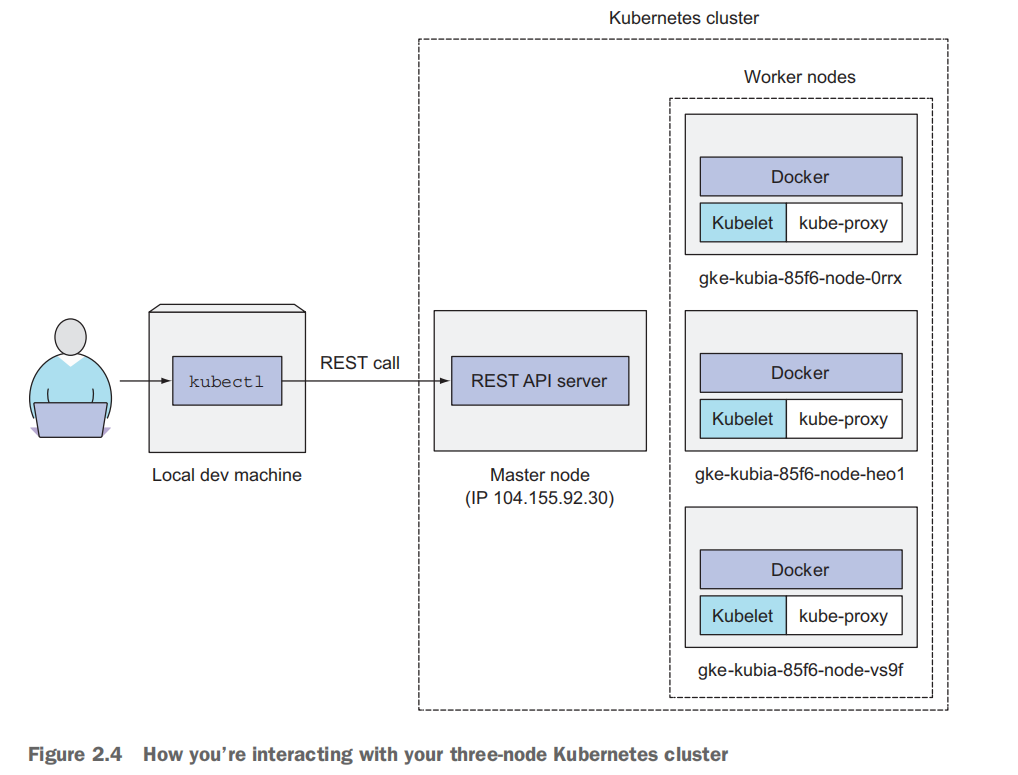 Kubernetes cluster
Worker nodes
Docker
Kubelet kube-proxy
gke-kubia-85f6-node-0rrx
kubectl
Local dev machine
REST call
REST API server
Master node
(IP 104.155.92.30)
Docker
Kubelet kube-proxy
gke-kubia-85f6-node-heo1
Docker
Kubelet kube-proxy
gke-kubia-85f6-node-vs9f
Figure 2.4 How you're interacting with your three-node Kubernetes cluster